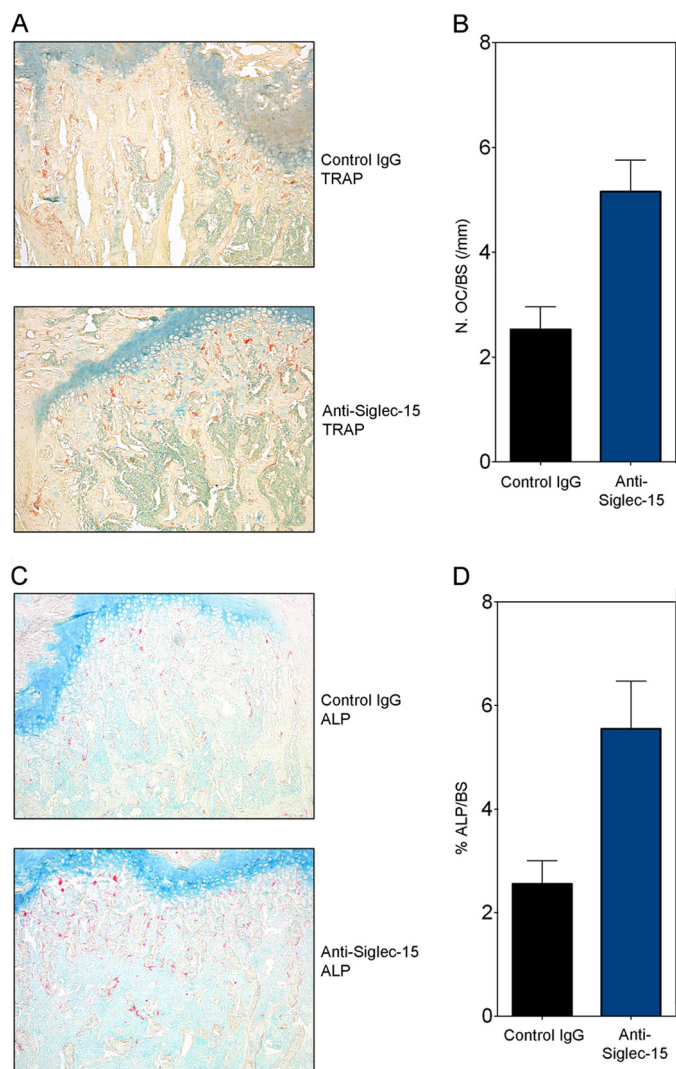 A
Control IgG
TRAP
Anti-Siglec-15
TRAP
B
N. OC/BS (/mm)
8
6
4
2
0
Control IgG
Anti-
Siglec-15
C
Control IgG
ALP
Anti-Siglec-15
ALP
D
% ALP/BS
8
6
4
2
0
Control IgG
Anti-
Siglec-15